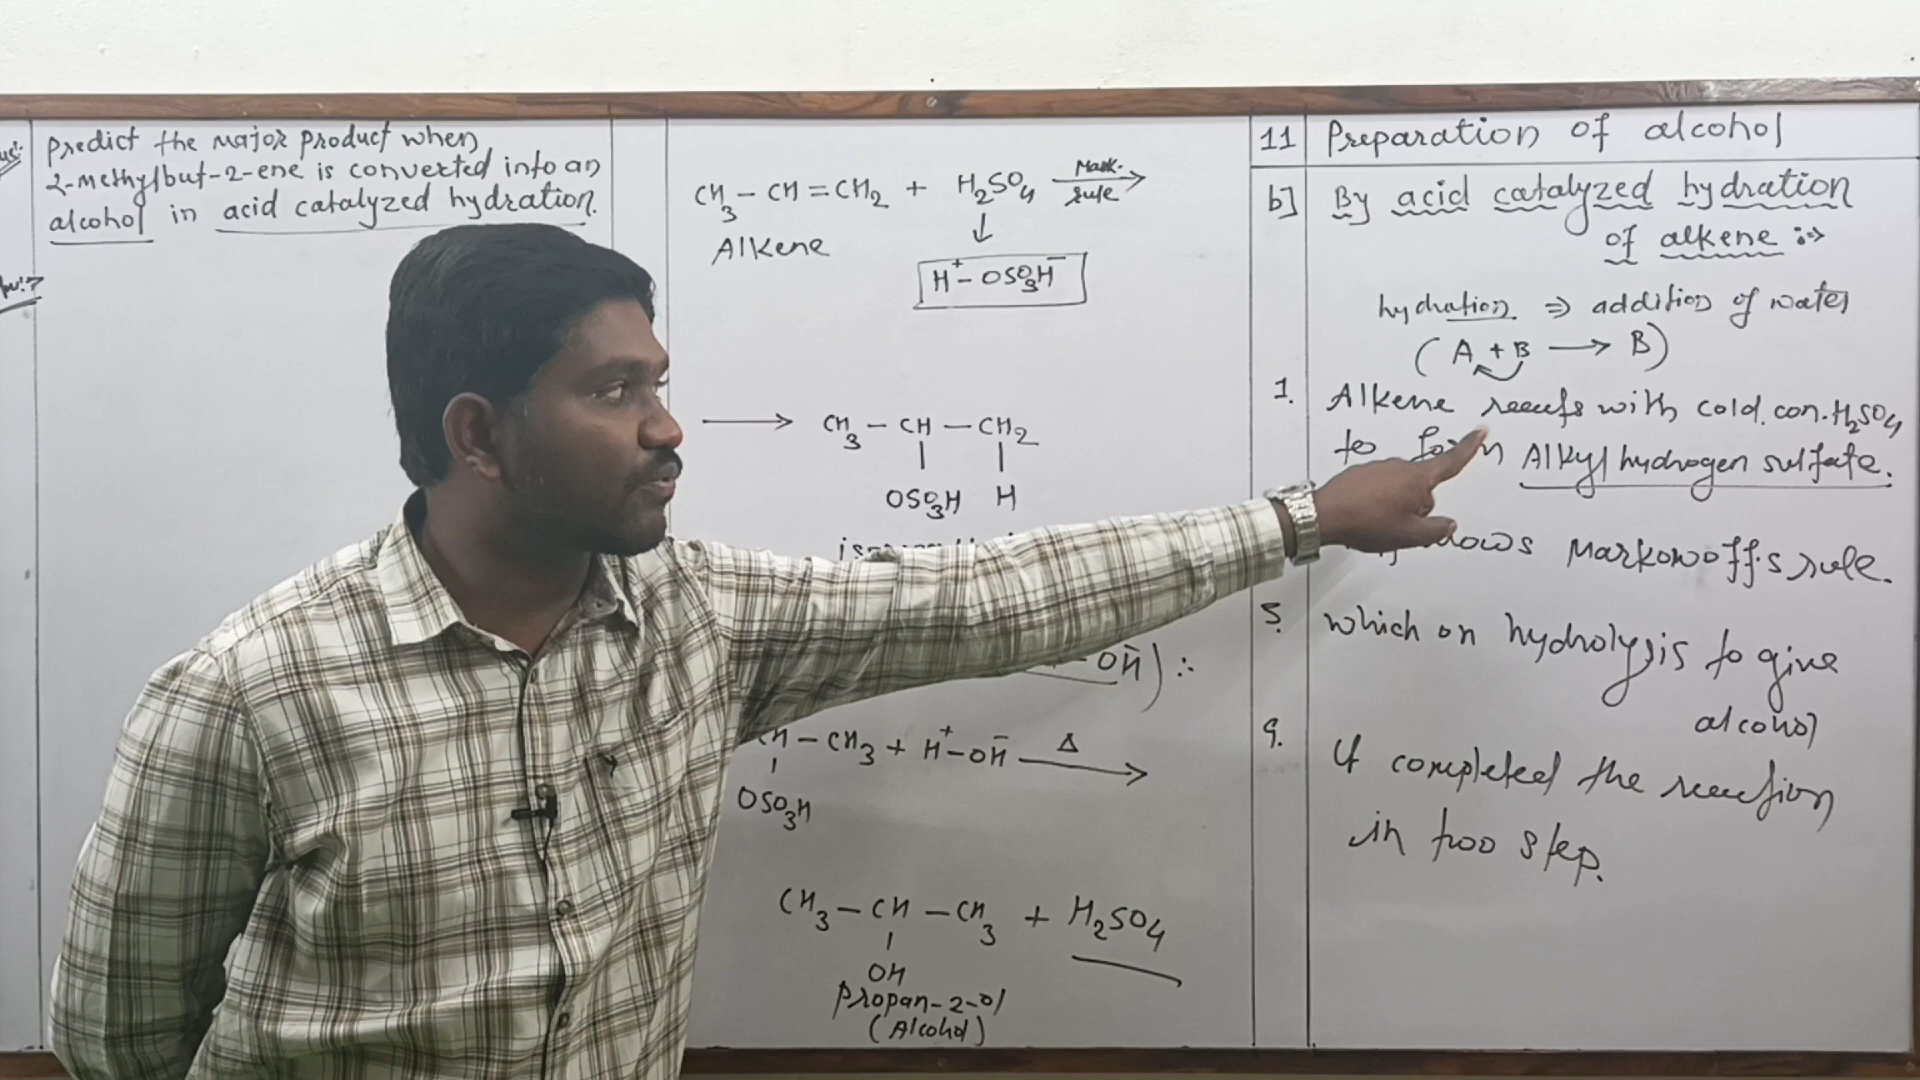 Predict the major product when
2-methylbut-2-ene is converted into an
alcohol in acid catalyzed hydration.
CH3 - CH = CH2 + H2SO4 Mark. rule →
↓
Alkene
H+ - OSO3H-
→ CH3 - CH - CH2
| |
OSO3H H
- OH-) ∴
CH - CH3 + H+ - OH- Δ →
|
OSO3H
CH3 - CH - CH3 + H2SO4
|
OH
Propan-2-ol
(Alcohol)
11 Preparation of alcohol
b] By acid catalyzed hydration
of alkene :→
hydration ⇒ addition of water
( A + B → B )
1. Alkene reacts with cold. con. H2SO4
to form Alkyl hydrogen sulfate.
Markownoff's rule.
3. which on hydrolysis to give
alcohol
4. It completed the reaction
in two step.